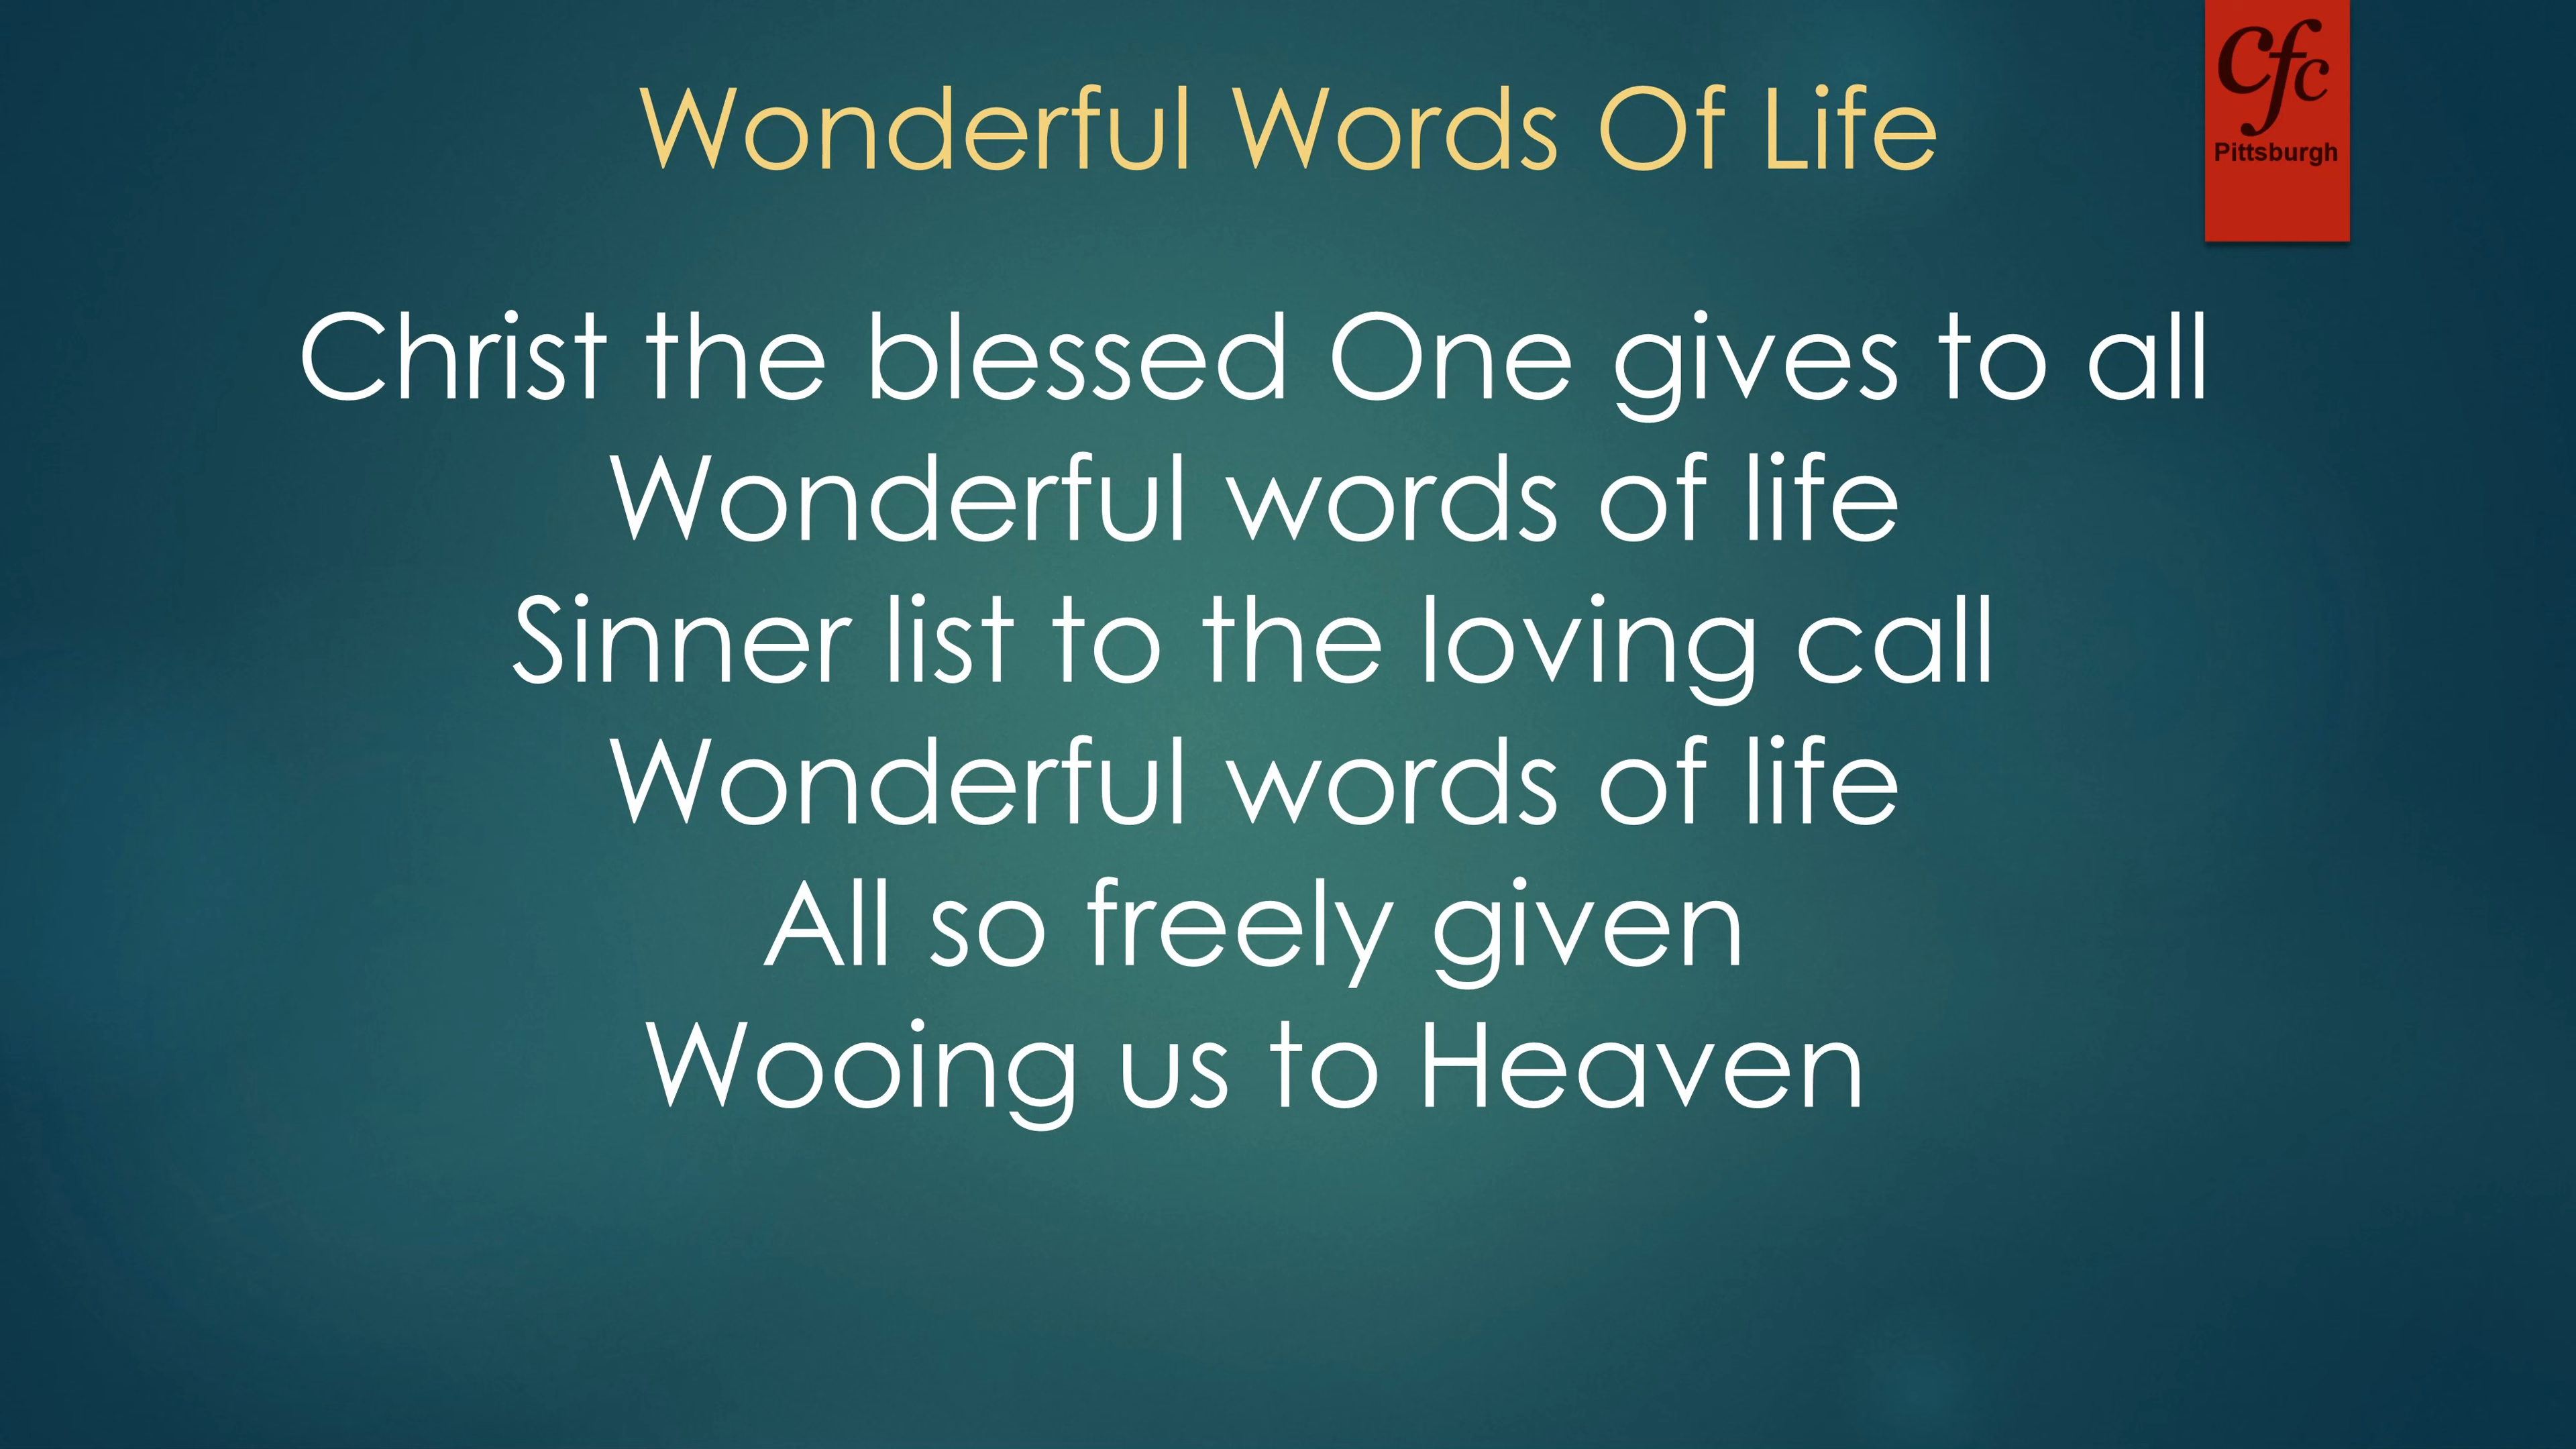 Wonderful Words Of Life
cfc
Pittsburgh
Christ the blessed One gives to all
Wonderful words of life
Sinner list to the loving call
Wonderful words of life
All so freely given
Wooing us to Heaven